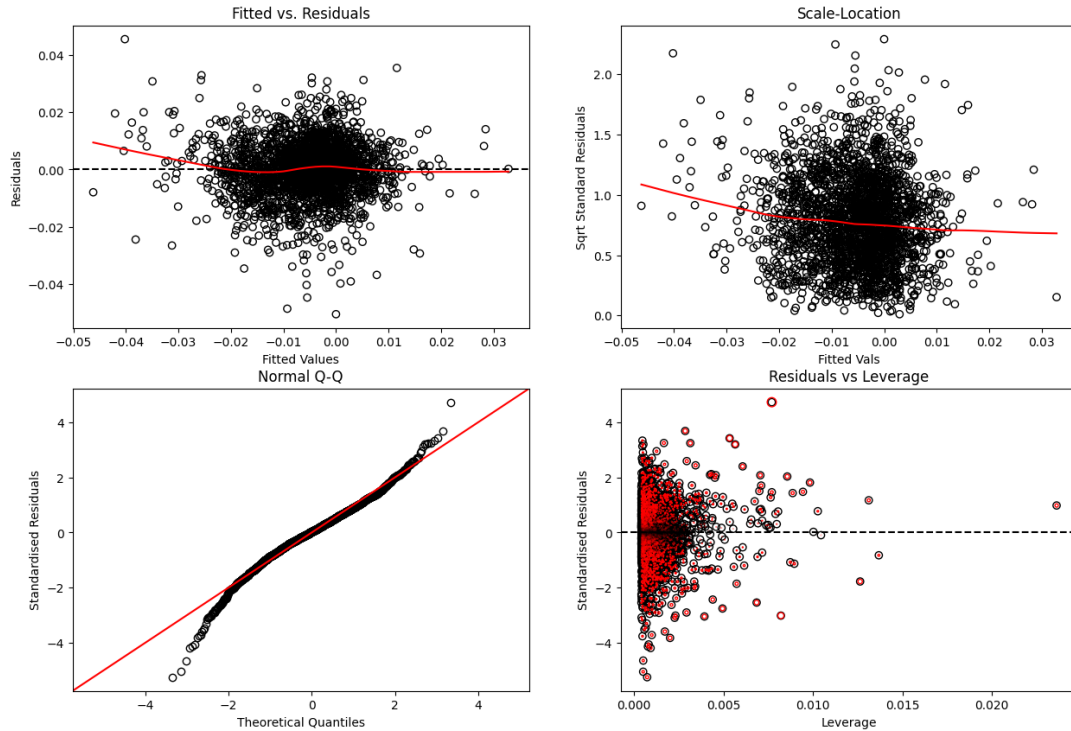 Fitted vs. Residuals
Residuals
0.04
0.02
0.00
−0.02
−0.04
−0.05 −0.04 −0.03 −0.02 −0.01 0.00 0.01 0.02 0.03
Fitted Values
Scale-Location
Sqrt Standard Residuals
2.0
1.5
1.0
0.5
0.0
−0.05 −0.04 −0.03 −0.02 −0.01 0.00 0.01 0.02 0.03
Fitted Vals
Normal Q-Q
Standardised Residuals
4
2
0
−2
−4
−4 −2 0 2 4
Theoretical Quantiles
Residuals vs Leverage
Standardised Residuals
4
2
0
−2
−4
0.000 0.005 0.010 0.015 0.020
Leverage